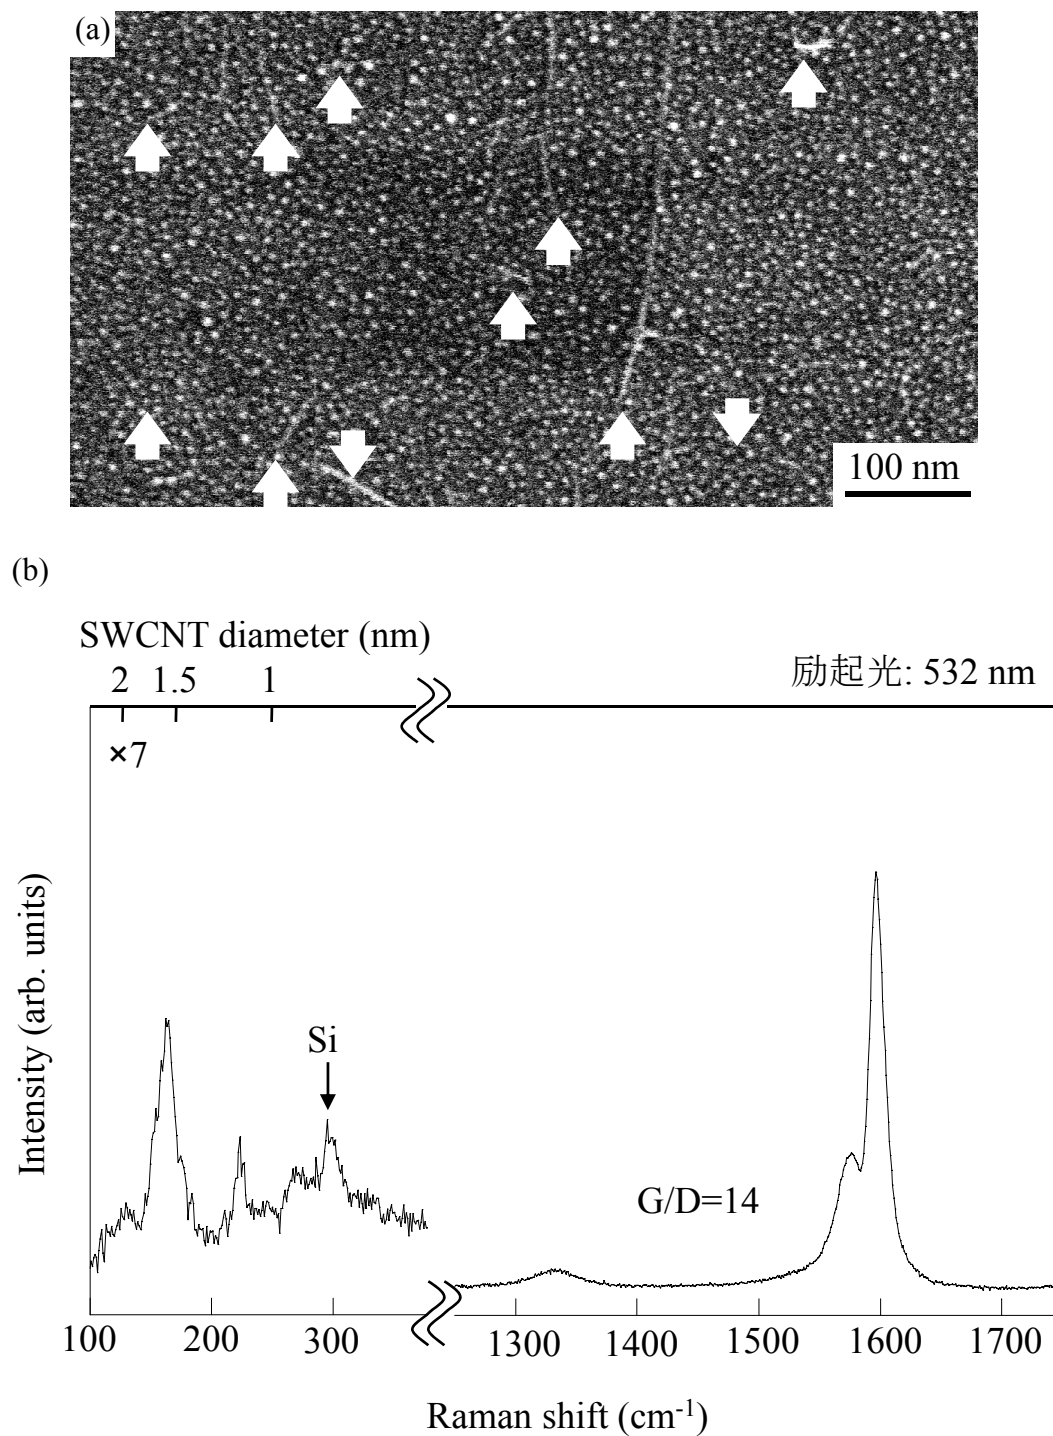 (a)
100 nm
(b)
SWCNT diameter (nm)
2 1.5 1
励起光: 532 nm
×7
Intensity (arb. units)
Si
G/D=14
100 200 300 1300 1400 1500 1600 1700
Raman shift (cm-1)